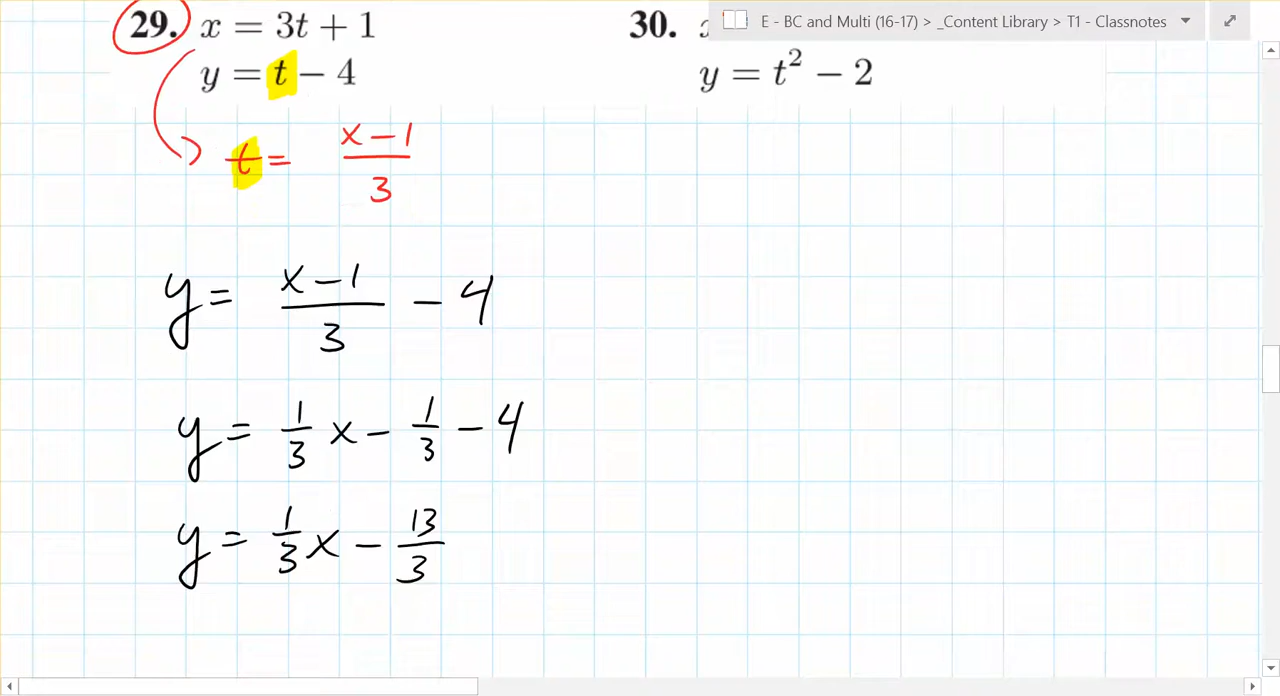 29. x = 3t + 1
y = t − 4
t = x − 1 / 3
y = x − 1 / 3 − 4
y = 1/3 x − 1/3 − 4
y = 1/3 x − 13/3
30.
y = t² − 2
E - BC and Multi (16-17) > _Content Library > T1 - Classnotes